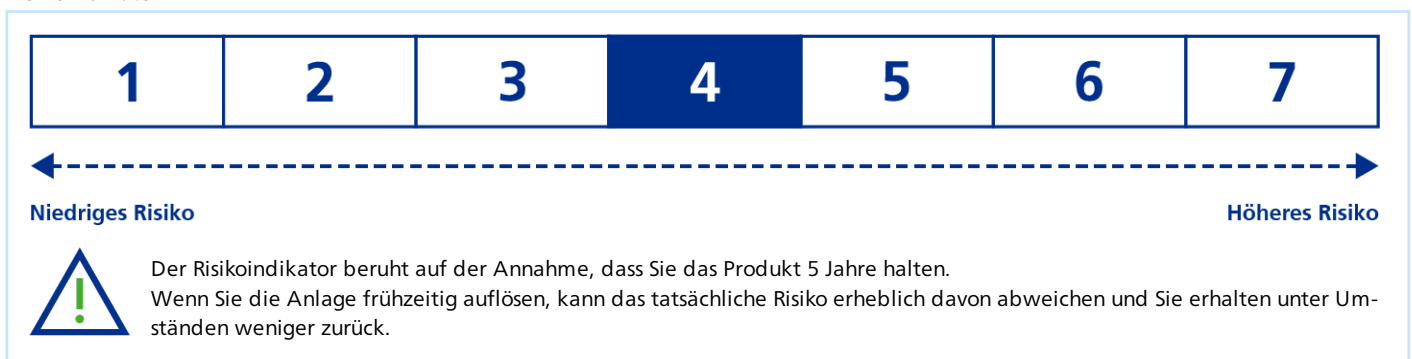 1 2 3 4 5 6 7
Niedriges Risiko Höheres Risiko
Der Risikoindikator beruht auf der Annahme, dass Sie das Produkt 5 Jahre halten.
Wenn Sie die Anlage frühzeitig auflösen, kann das tatsächliche Risiko erheblich davon abweichen und Sie erhalten unter Um-
ständen weniger zurück.